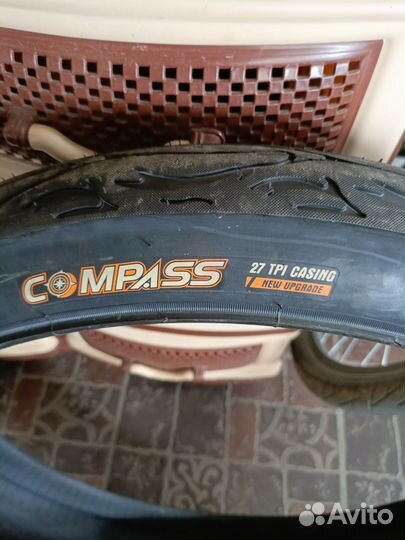 COMPASS
27 TPI CASING
NEW UPGRADE
Avito